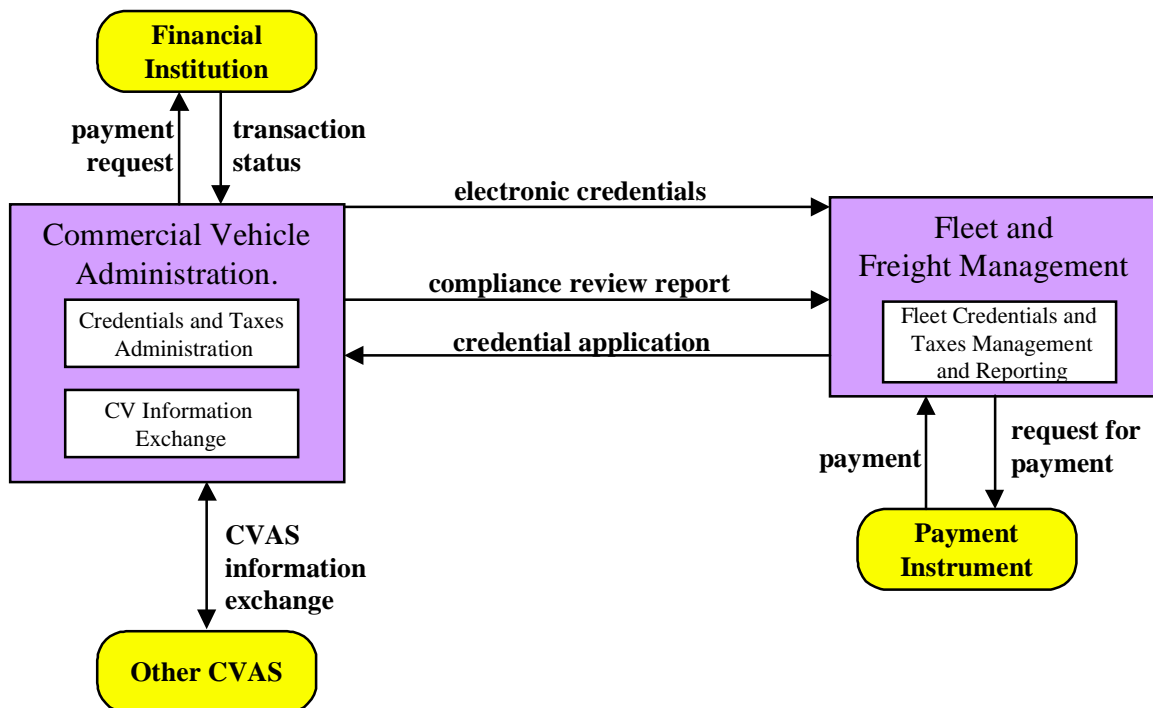 Financial
Institution
payment
request
transaction
status
electronic credentials
Commercial Vehicle
Administration.
Credentials and Taxes
Administration
CV Information
Exchange
compliance review report
credential application
Fleet and
Freight Management
Fleet Credentials and
Taxes Management
and Reporting
payment
request for
payment
Payment
Instrument
CVAS
information
exchange
Other CVAS